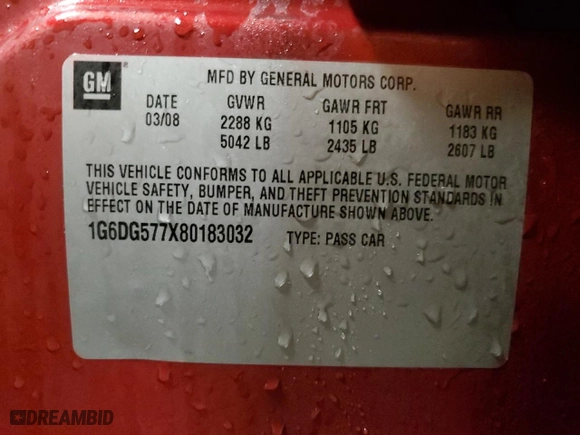 GM
MFD BY GENERAL MOTORS CORP.
DATE GVWR GAWR FRT GAWR RR
03/08 2288 KG 1105 KG 1183 KG
5042 LB 2435 LB 2607 LB
THIS VEHICLE CONFORMS TO ALL APPLICABLE U.S. FEDERAL MOTOR
VEHICLE SAFETY, BUMPER, AND THEFT PREVENTION STANDARDS IN
EFFECT ON THE DATE OF MANUFACTURE SHOWN ABOVE.
1G6DG577X80183032 TYPE: PASS CAR
DREAMBID